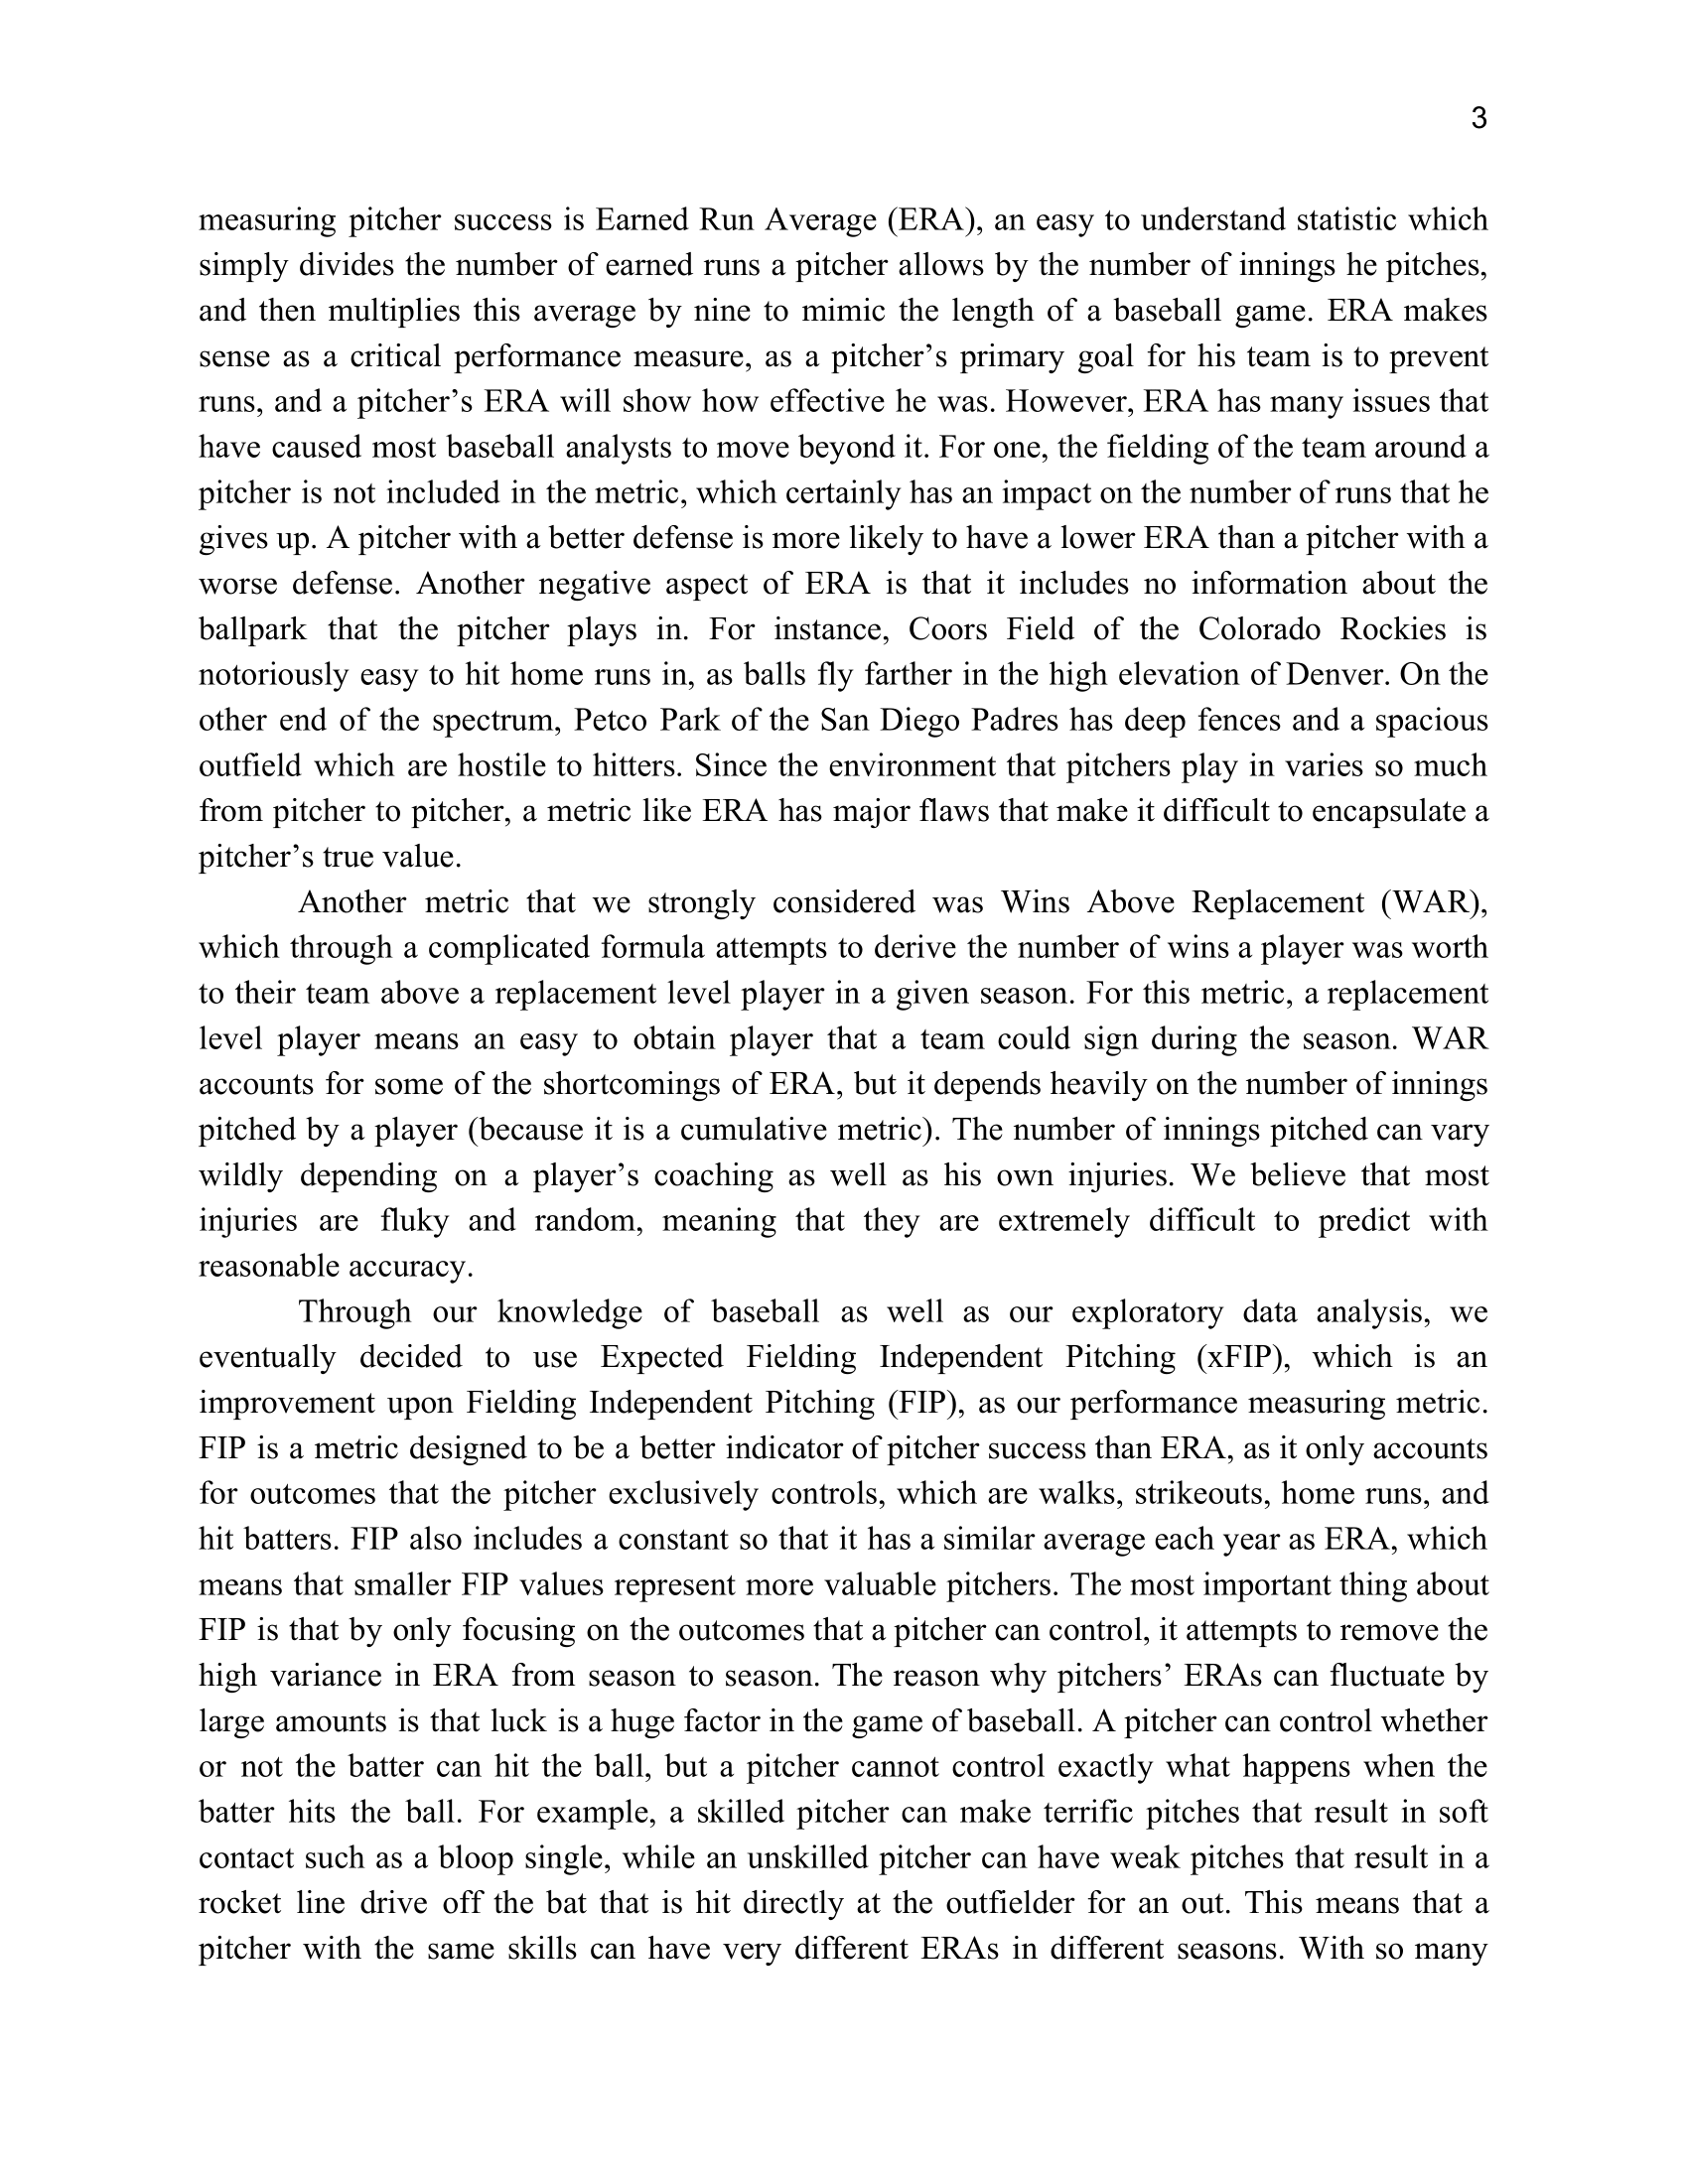 3
measuring pitcher success is Earned Run Average (ERA), an easy to understand statistic which
simply divides the number of earned runs a pitcher allows by the number of innings he pitches,
and then multiplies this average by nine to mimic the length of a baseball game. ERA makes
sense as a critical performance measure, as a pitcher’s primary goal for his team is to prevent
runs, and a pitcher’s ERA will show how effective he was. However, ERA has many issues that
have caused most baseball analysts to move beyond it. For one, the fielding of the team around a
pitcher is not included in the metric, which certainly has an impact on the number of runs that he
gives up. A pitcher with a better defense is more likely to have a lower ERA than a pitcher with a
worse defense. Another negative aspect of ERA is that it includes no information about the
ballpark that the pitcher plays in. For instance, Coors Field of the Colorado Rockies is
notoriously easy to hit home runs in, as balls fly farther in the high elevation of Denver. On the
other end of the spectrum, Petco Park of the San Diego Padres has deep fences and a spacious
outfield which are hostile to hitters. Since the environment that pitchers play in varies so much
from pitcher to pitcher, a metric like ERA has major flaws that make it difficult to encapsulate a
pitcher’s true value.
Another metric that we strongly considered was Wins Above Replacement (WAR),
which through a complicated formula attempts to derive the number of wins a player was worth
to their team above a replacement level player in a given season. For this metric, a replacement
level player means an easy to obtain player that a team could sign during the season. WAR
accounts for some of the shortcomings of ERA, but it depends heavily on the number of innings
pitched by a player (because it is a cumulative metric). The number of innings pitched can vary
wildly depending on a player’s coaching as well as his own injuries. We believe that most
injuries are fluky and random, meaning that they are extremely difficult to predict with
reasonable accuracy.
Through our knowledge of baseball as well as our exploratory data analysis, we
eventually decided to use Expected Fielding Independent Pitching (xFIP), which is an
improvement upon Fielding Independent Pitching (FIP), as our performance measuring metric.
FIP is a metric designed to be a better indicator of pitcher success than ERA, as it only accounts
for outcomes that the pitcher exclusively controls, which are walks, strikeouts, home runs, and
hit batters. FIP also includes a constant so that it has a similar average each year as ERA, which
means that smaller FIP values represent more valuable pitchers. The most important thing about
FIP is that by only focusing on the outcomes that a pitcher can control, it attempts to remove the
high variance in ERA from season to season. The reason why pitchers’ ERAs can fluctuate by
large amounts is that luck is a huge factor in the game of baseball. A pitcher can control whether
or not the batter can hit the ball, but a pitcher cannot control exactly what happens when the
batter hits the ball. For example, a skilled pitcher can make terrific pitches that result in soft
contact such as a bloop single, while an unskilled pitcher can have weak pitches that result in a
rocket line drive off the bat that is hit directly at the outfielder for an out. This means that a
pitcher with the same skills can have very different ERAs in different seasons. With so many